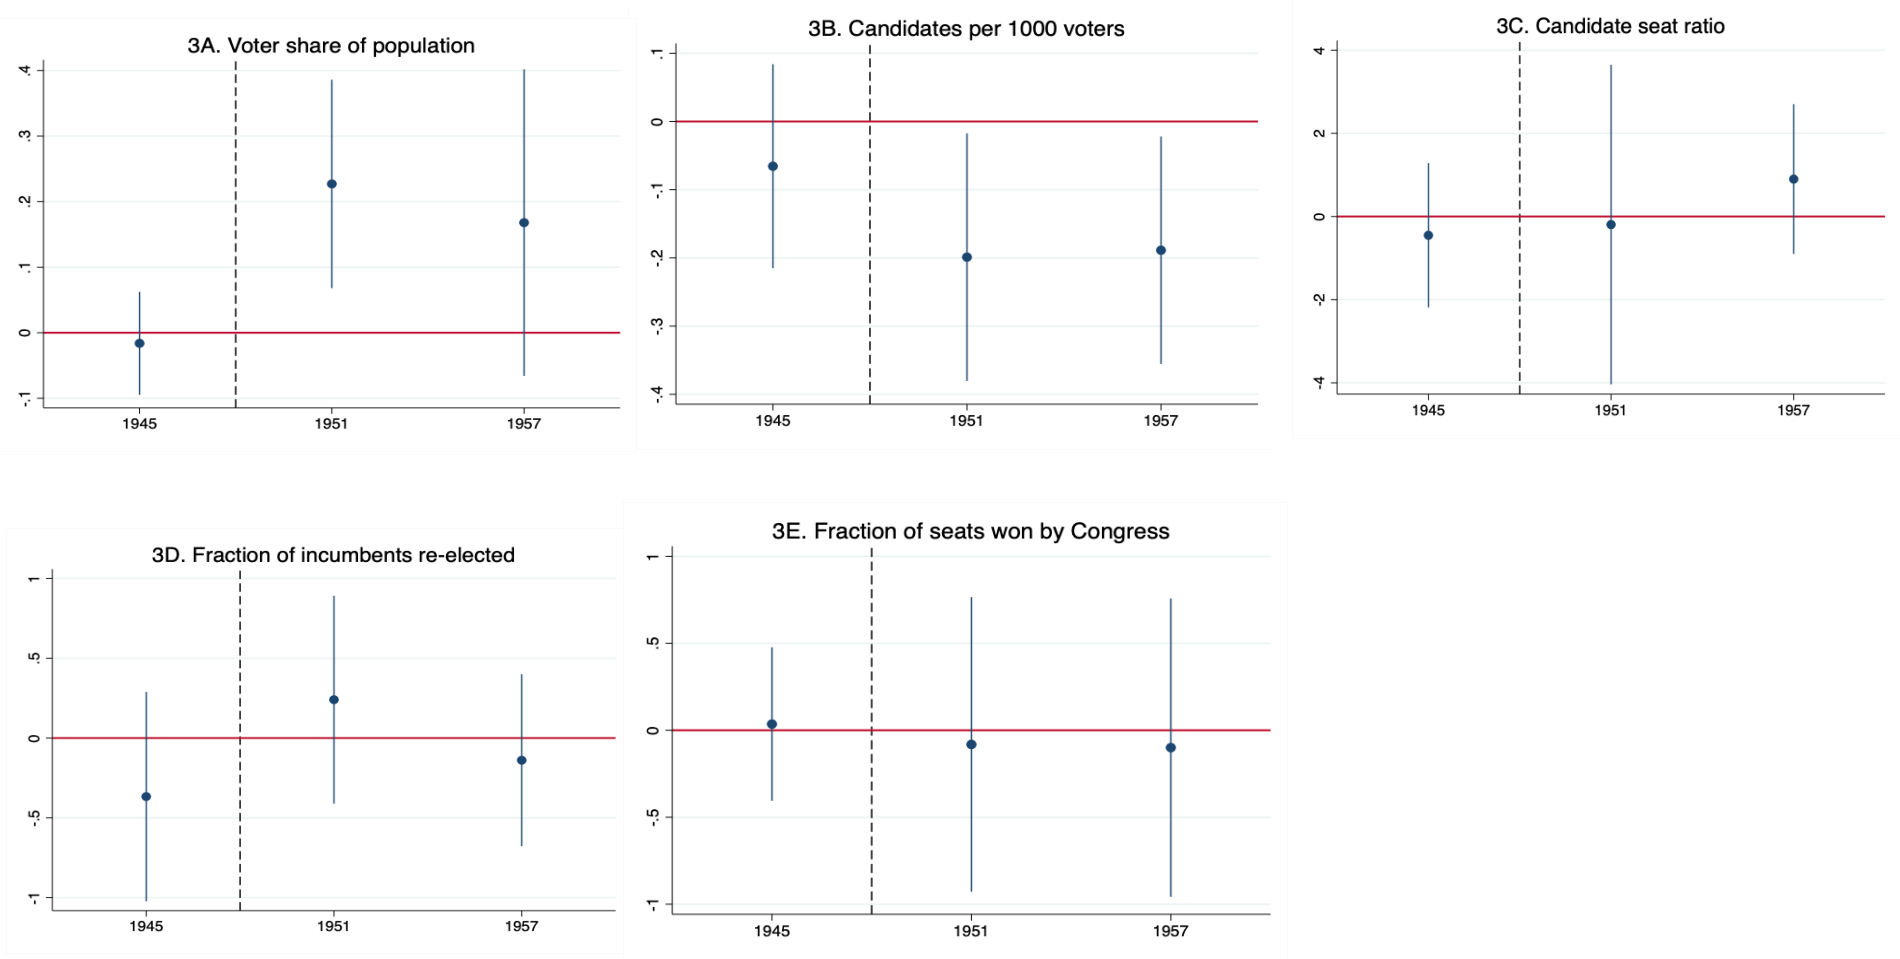 3A. Voter share of population
.4
.3
.2
.1
0
-.1
1945 1951 1957
3B. Candidates per 1000 voters
.1
0
-.1
-.2
-.3
-.4
1945 1951 1957
3C. Candidate seat ratio
4
2
0
-2
-4
1945 1951 1957
3D. Fraction of incumbents re-elected
1
.5
0
-.5
-1
1945 1951 1957
3E. Fraction of seats won by Congress
1
.5
0
-.5
-1
1945 1951 1957